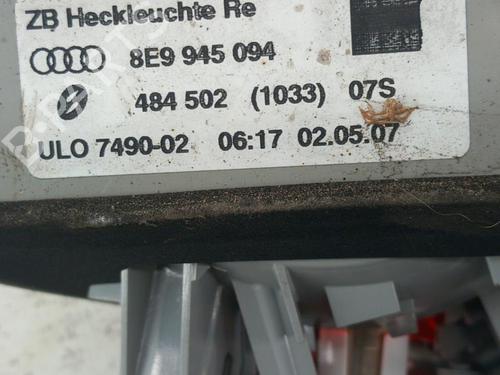 ZB Heckleuchte Re
8E9 945 094
484 502 (1033) 07S
ULO 7490-02 06:17 02.05.07